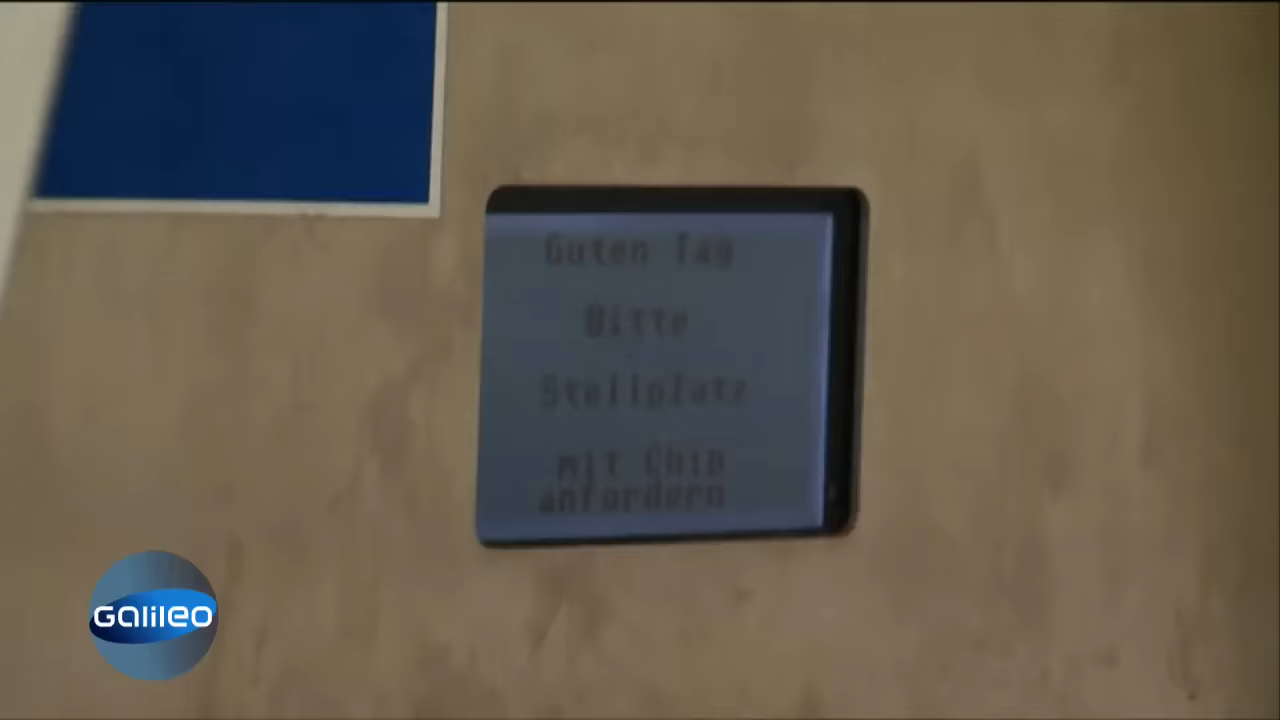 Guten Tag
Bitte
Stellplatz
mit Chip
anfordern
Galileo